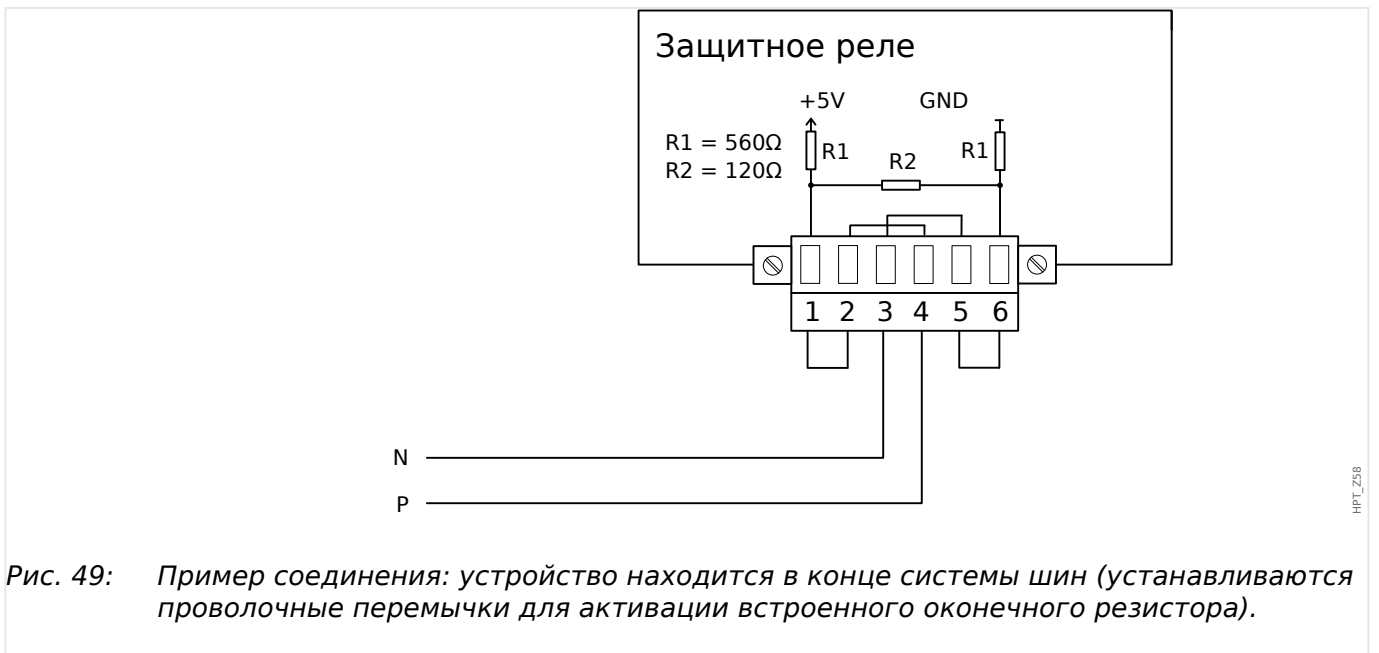 Защитное реле
+5V GND
R1 = 560Ω
R2 = 120Ω
R1 R2 R1
1 2 3 4 5 6
N
P
HPT_Z58
Рис. 49: Пример соединения: устройство находится в конце системы шин (устанавливаются
проволочные перемычки для активации встроенного оконечного резистора).